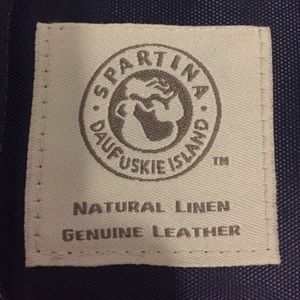 · SPARTINA ·
DAUFUSKIE ISLAND
TM
NATURAL LINEN
GENUINE LEATHER